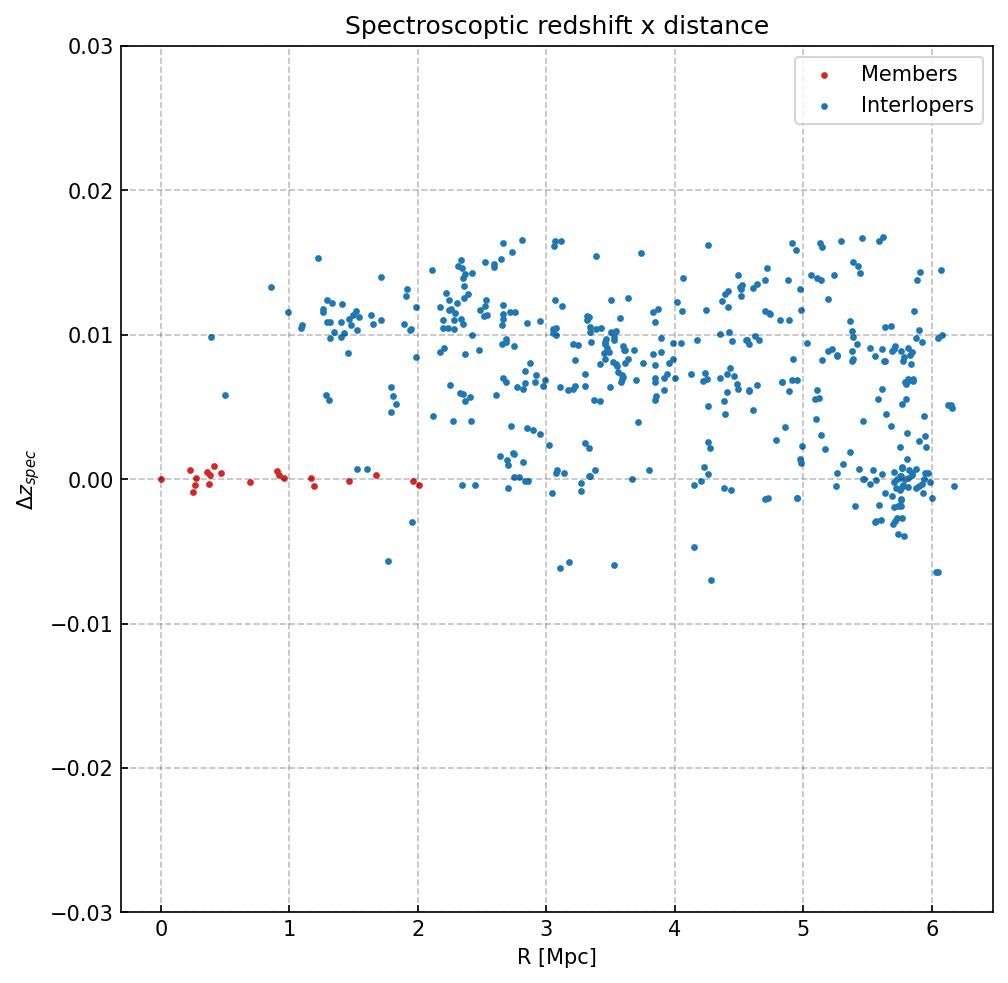 Spectroscoptic redshift x distance
Members
Interlopers
0.03
0.02
0.01
0.00
−0.01
−0.02
−0.03
Δz_spec
0 1 2 3 4 5 6
R [Mpc]